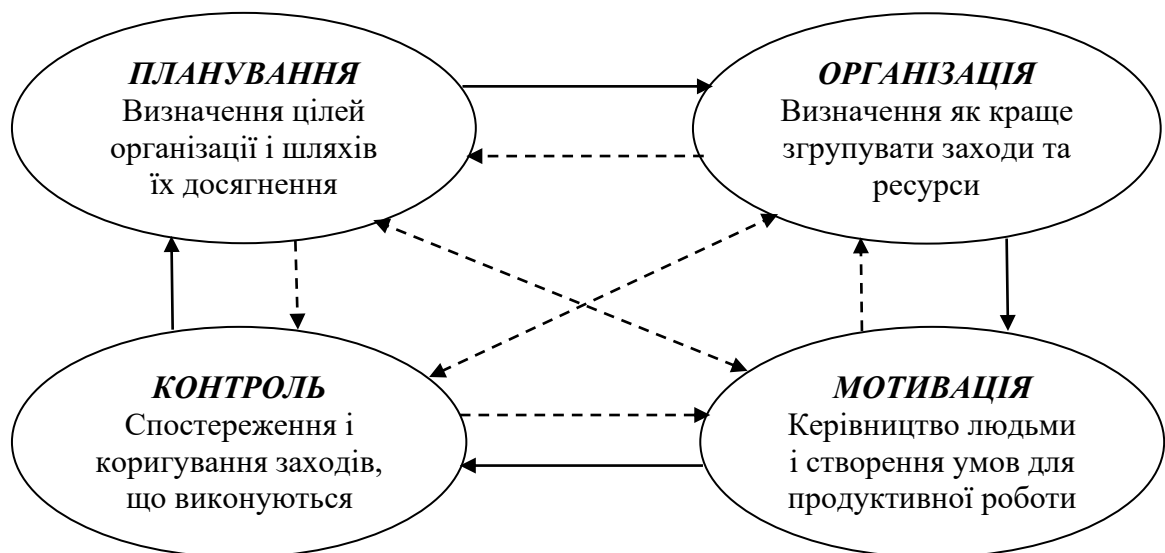 ПЛАНУВАННЯ
Визначення цілей
організації і шляхів
їх досягнення
ОРГАНІЗАЦІЯ
Визначення як краще
згрупувати заходи та
ресурси
КОНТРОЛЬ
Спостереження і
коригування заходів,
що виконуються
МОТИВАЦІЯ
Керівництво людьми
і створення умов для
продуктивної роботи